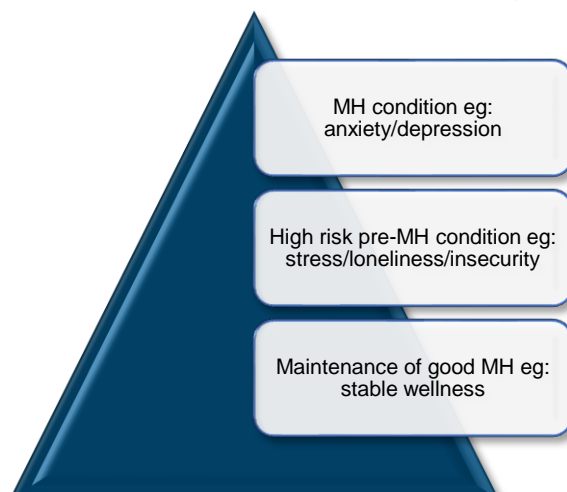 MH condition eg:
anxiety/depression
High risk pre-MH condition eg:
stress/loneliness/insecurity
Maintenance of good MH eg:
stable wellness